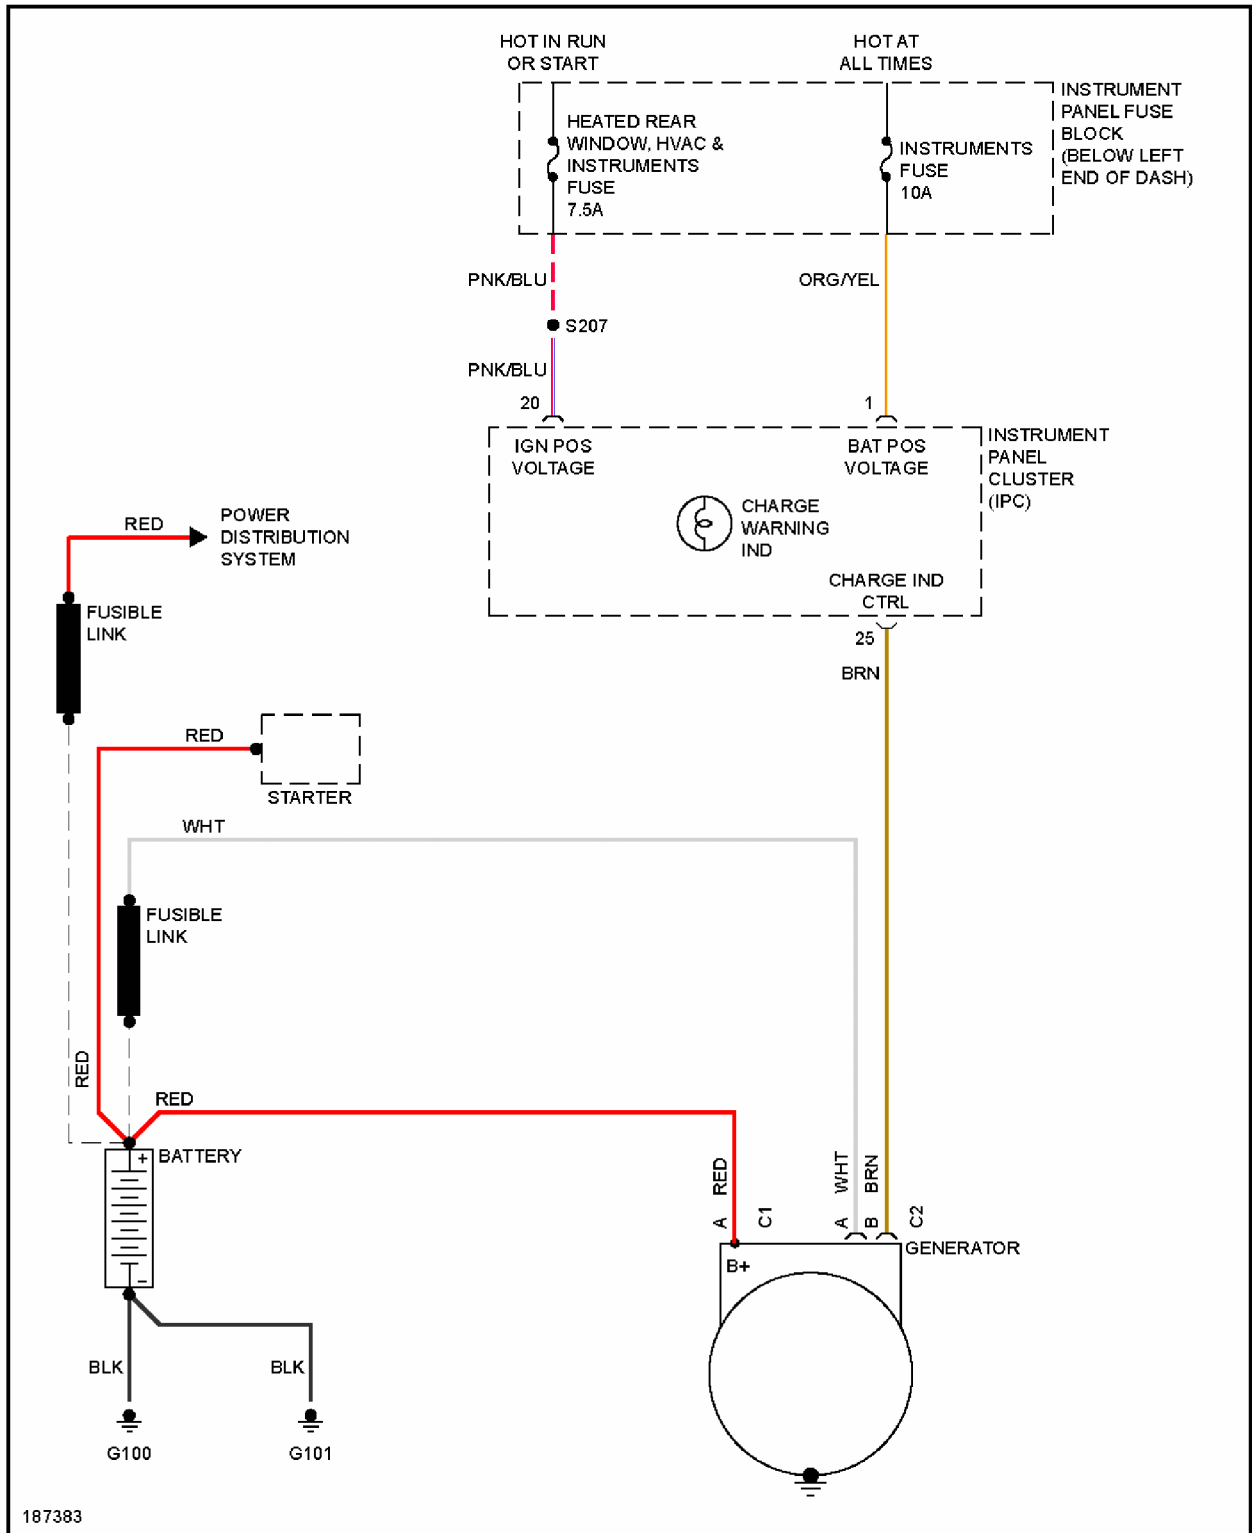 HOT IN RUN
OR START
HOT AT
ALL TIMES
INSTRUMENT
PANEL FUSE
BLOCK
(BELOW LEFT
END OF DASH)
HEATED REAR
WINDOW, HVAC &
INSTRUMENTS
FUSE
7.5A
INSTRUMENTS
FUSE
10A
PNK/BLU
ORG/YEL
S207
PNK/BLU
20
1
IGN POS
VOLTAGE
BAT POS
VOLTAGE
INSTRUMENT
PANEL
CLUSTER
(IPC)
CHARGE
WARNING
IND
CHARGE IND
CTRL
25
BRN
RED
POWER
DISTRIBUTION
SYSTEM
FUSIBLE
LINK
RED
STARTER
WHT
FUSIBLE
LINK
RED
RED
+
BATTERY
-
RED
WHT
BRN
A
C1
A
B
C2
B+
GENERATOR
BLK
BLK
G100
G101
187383